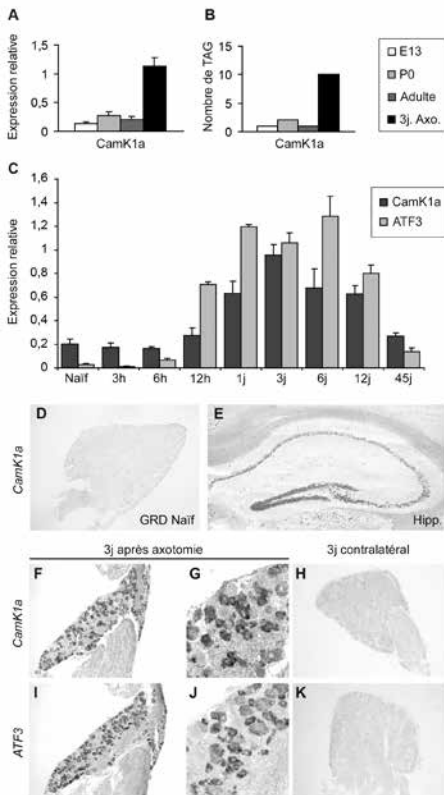 A
B
Expression relative
1,5
1
0,5
0
CamK1a
Nombre de TAG
15
10
5
0
CamK1a
E13
P0
Adulte
3j. Axo.
C
Expression relative
1,6
1,4
1,2
1
0,8
0,6
0,4
0,2
0
CamK1a
ATF3
Naïf 3h 6h 12h 1j 3j 6j 12j 45j
CamK1a
D
GRD Naïf
E
Hipp.
3j après axotomie
3j contralatéral
CamK1a
F
G
H
ATF3
I
J
K